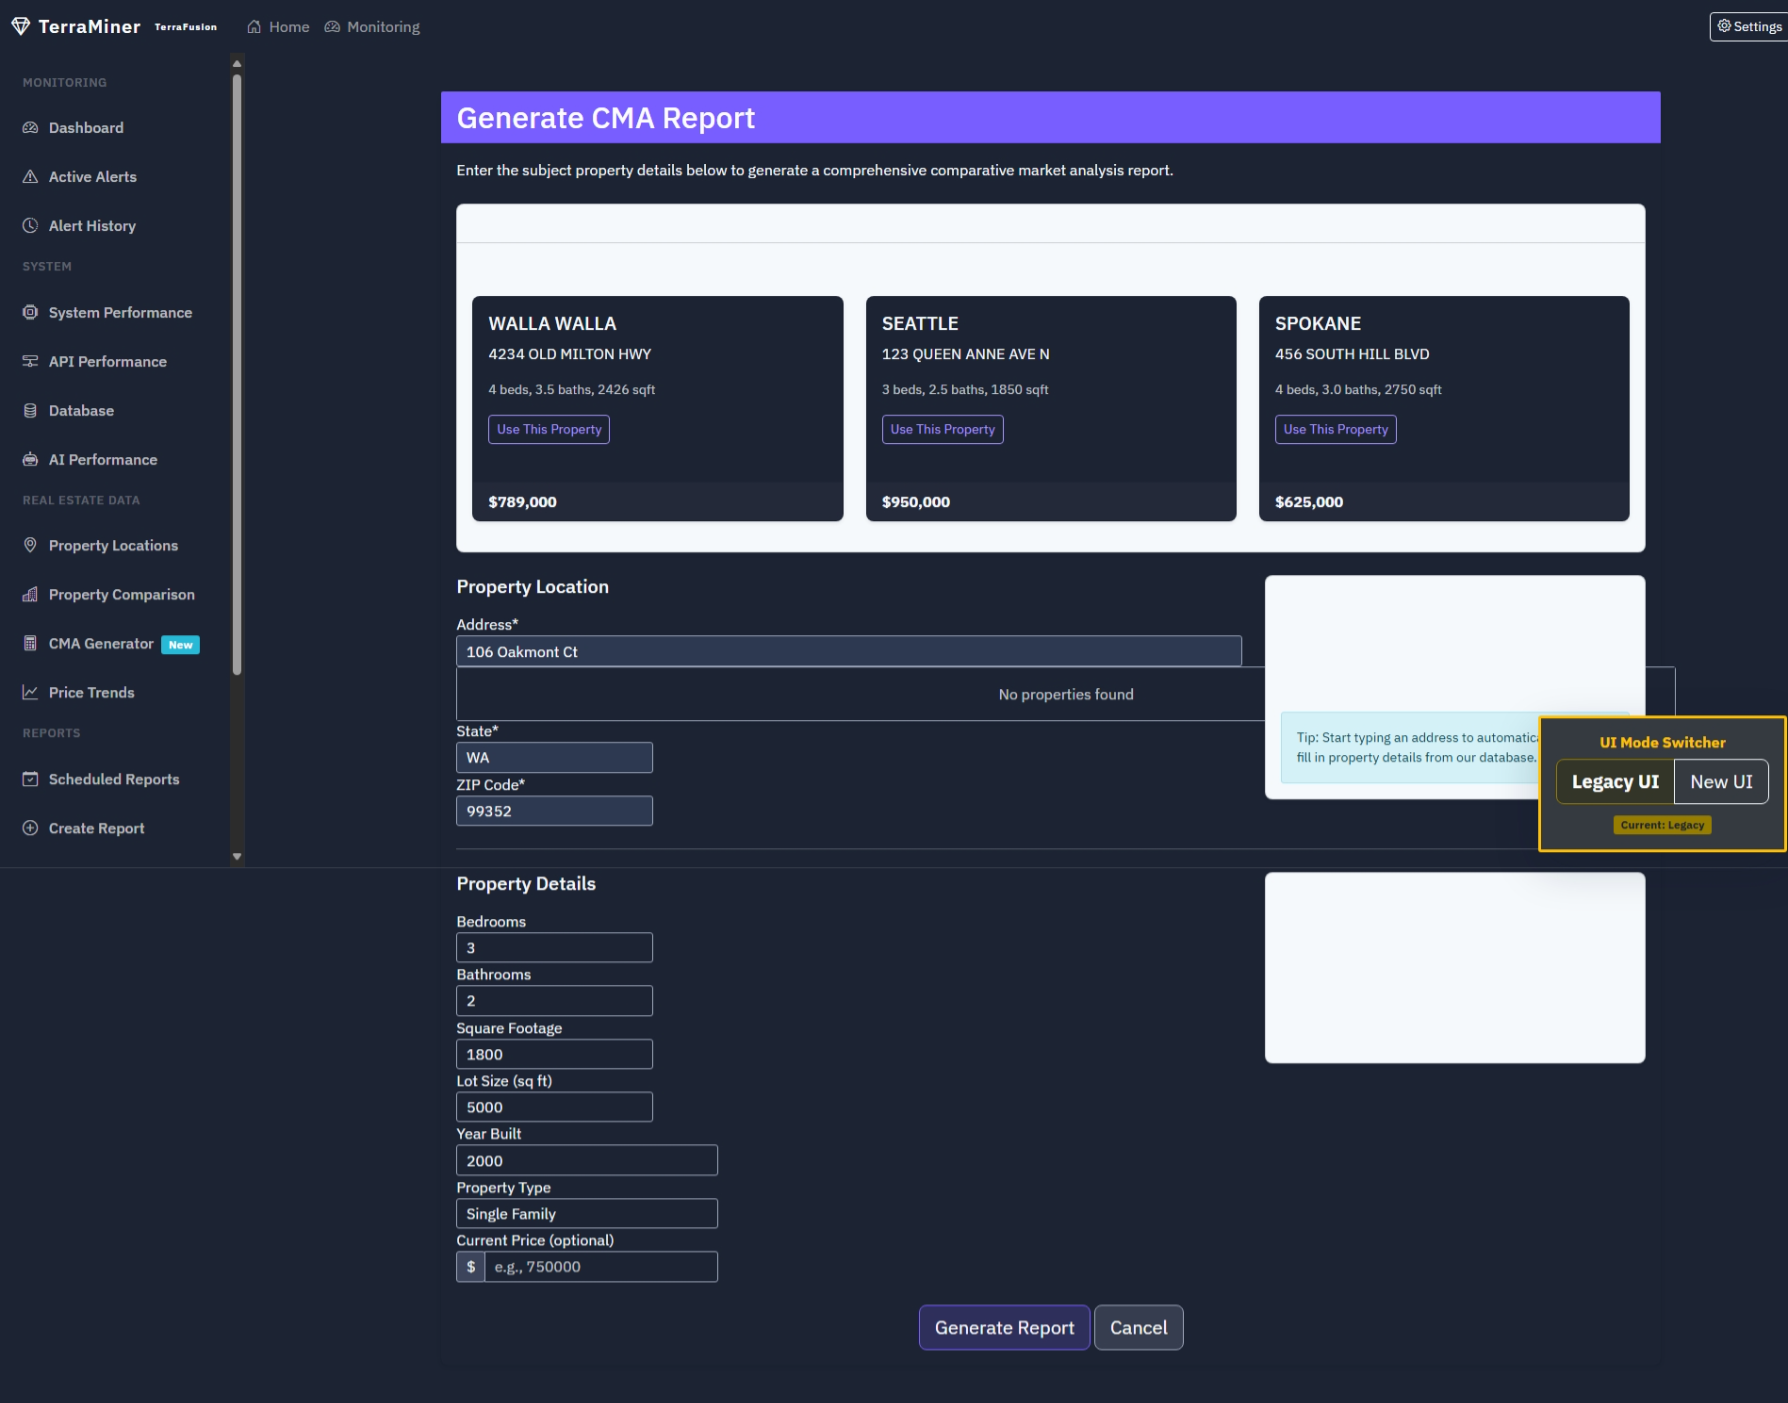 TerraMiner TerraFusion Home Monitoring Settings
MONITORING
Dashboard
Active Alerts
Alert History
SYSTEM
System Performance
API Performance
Database
AI Performance
REAL ESTATE DATA
Property Locations
Property Comparison
CMA Generator New
Price Trends
REPORTS
Scheduled Reports
Create Report
Generate CMA Report
Enter the subject property details below to generate a comprehensive comparative market analysis report.
WALLA WALLA
4234 OLD MILTON HWY
4 beds, 3.5 baths, 2426 sqft
Use This Property
$789,000
SEATTLE
123 QUEEN ANNE AVE N
3 beds, 2.5 baths, 1850 sqft
Use This Property
$950,000
SPOKANE
456 SOUTH HILL BLVD
4 beds, 3.0 baths, 2750 sqft
Use This Property
$625,000
Property Location
Address*
106 Oakmont Ct
No properties found
State*
WA
ZIP Code*
99352
Tip: Start typing an address to
fill in property details from our database.
UI Mode Switcher
Legacy UI New UI
Current: Legacy
Property Details
Bedrooms
3
Bathrooms
2
Square Footage
1800
Lot Size (sq ft)
5000
Year Built
2000
Property Type
Single Family
Current Price (optional)
$ e.g., 750000
Generate Report Cancel